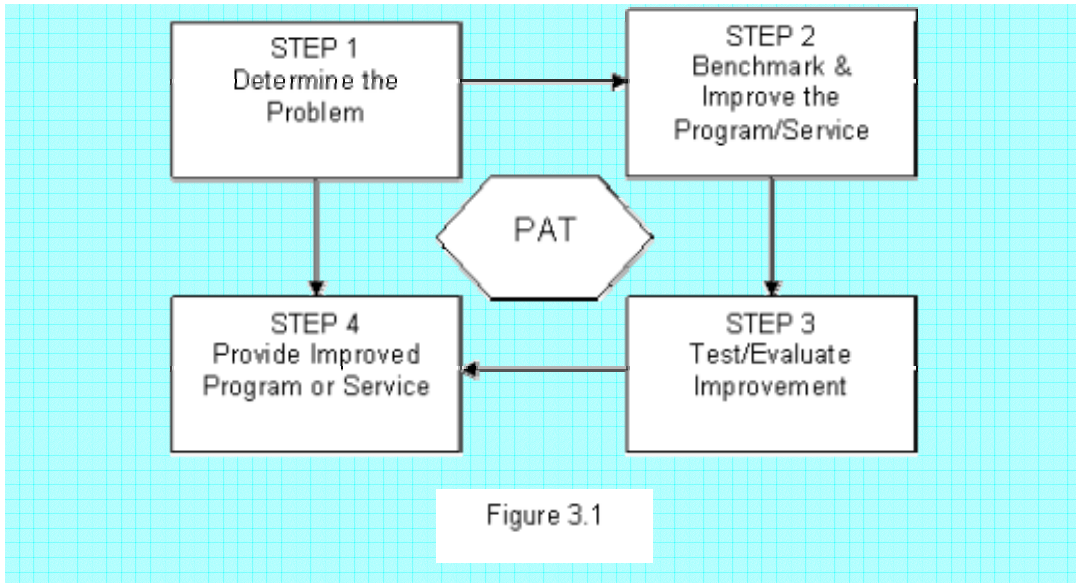 STEP 1
Determine the
Problem
STEP 2
Benchmark &
Improve the
Program/Service
PAT
STEP 4
Provide Improved
Program or Service
STEP 3
Test/Evaluate
Improvement
Figure 3.1